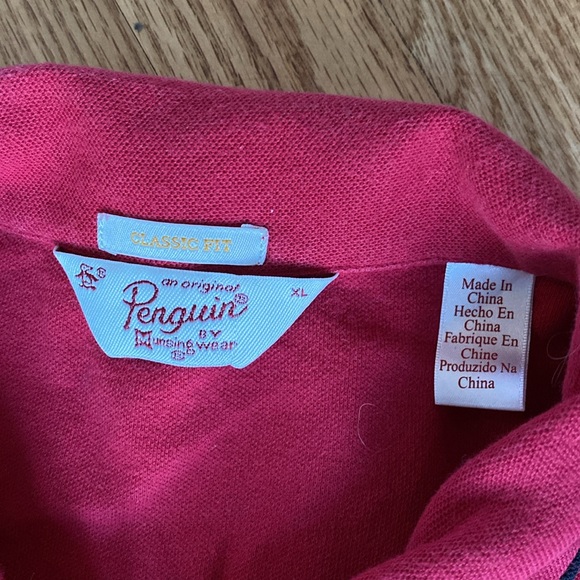 CLASSIC FIT
an original
Penguin®
BY
Munsingwear
®
XL
Made In
China
Hecho En
China
Fabrique En
Chine
Produzido Na
China